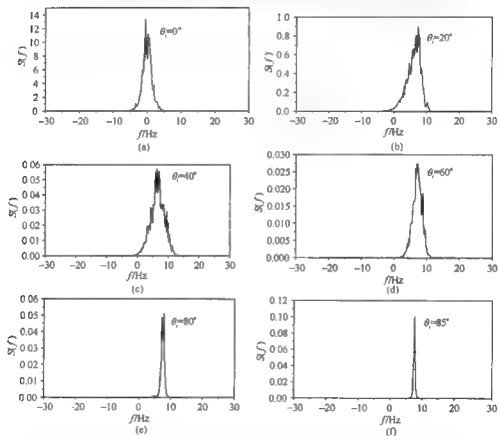 14
12
10
8
6
4
2
0
S(f)
θᵢ=0°
-30 -20 -10 0 10 20 30
f/Hz
(a)
1.0
0.8
0.6
0.4
0.2
0.0
S(f)
θᵢ=20°
-30 -20 -10 0 10 20 30
f/Hz
(b)
0.06
0.05
0.04
0.03
0.02
0.01
0.00
S(f)
θᵢ=40°
-30 -20 -10 0 10 20 30
f/Hz
(c)
0.030
0.025
0.020
0.015
0.010
0.005
0.000
S(f)
θᵢ=60°
-30 -20 -10 0 10 20 30
f/Hz
(d)
0.06
0.05
0.04
0.03
0.02
0.01
0.00
S(f)
θᵢ=80°
-30 -20 -10 0 10 20 30
f/Hz
(e)
0.12
0.10
0.08
0.06
0.04
0.02
0.00
S(f)
θᵢ=85°
-30 -20 -10 0 10 20 30
f/Hz
(f)